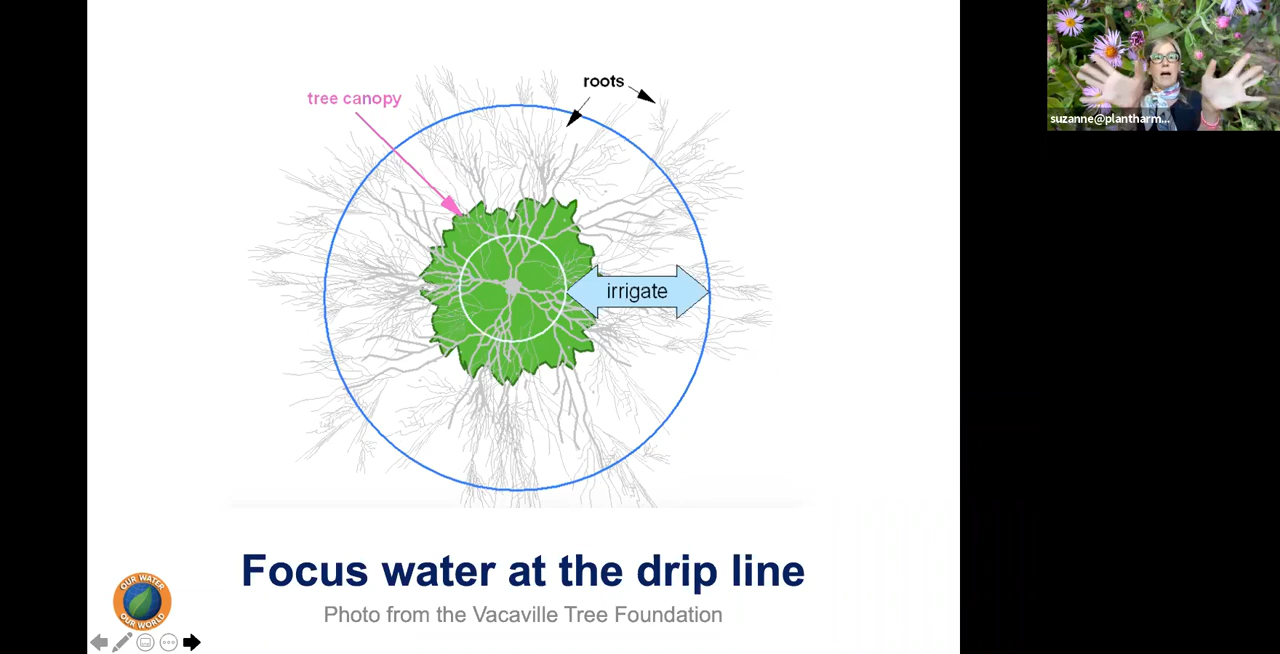 tree canopy
roots
suzanne@plantharm...
irrigate
Focus water at the drip line
Photo from the Vacaville Tree Foundation
OUR WATER
OUR WORLD